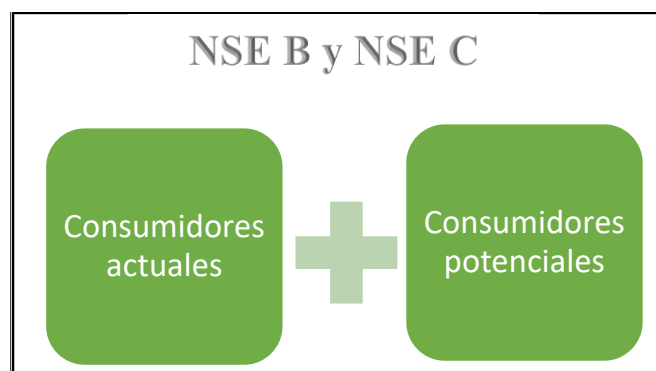 NSE B y NSE C
Consumidores
actuales
Consumidores
potenciales